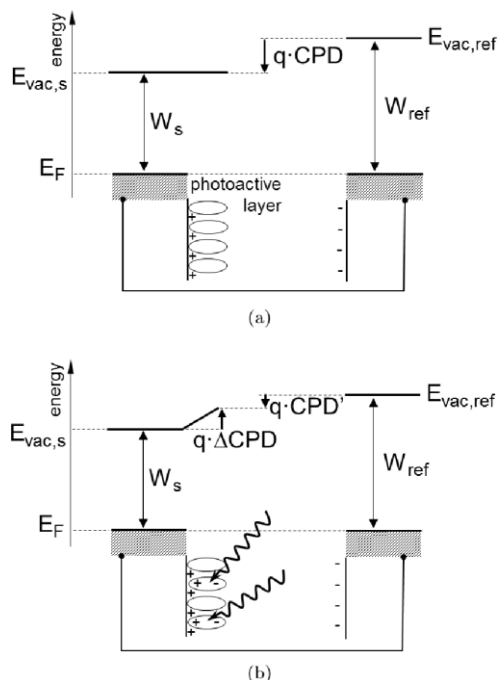 energy
E_vac,s
q·CPD
E_vac,ref
W_s
W_ref
E_F
photoactive
layer
+
+
+
+
-
-
-
-
(a)
energy
E_vac,s
q·CPD'
q·ΔCPD
E_vac,ref
W_s
W_ref
E_F
+
+ -
+
+
+ -
+
-
-
-
-
(b)